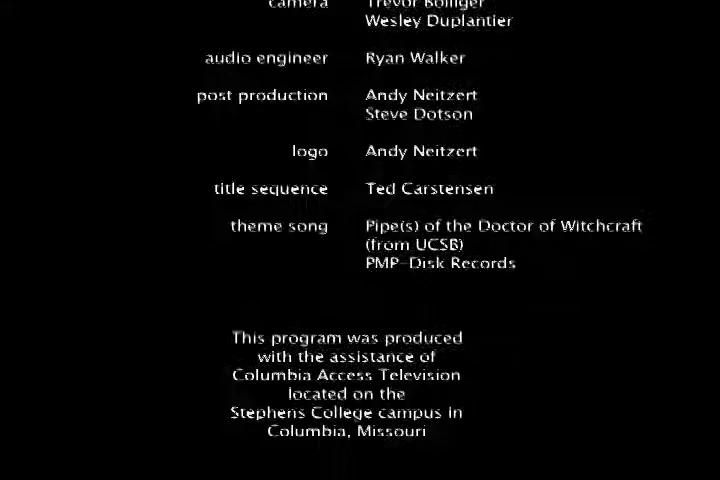 camera Trevor Bolliger
Wesley Duplantier
audio engineer Ryan Walker
post production Andy Neitzert
Steve Dotson
logo Andy Neitzert
title sequence Ted Carstensen
theme song Pipe(s) of the Doctor of Witchcraft
(from UCSB)
PMP-Disk Records
This program was produced
with the assistance of
Columbia Access Television
located on the
Stephens College campus in
Columbia, Missouri